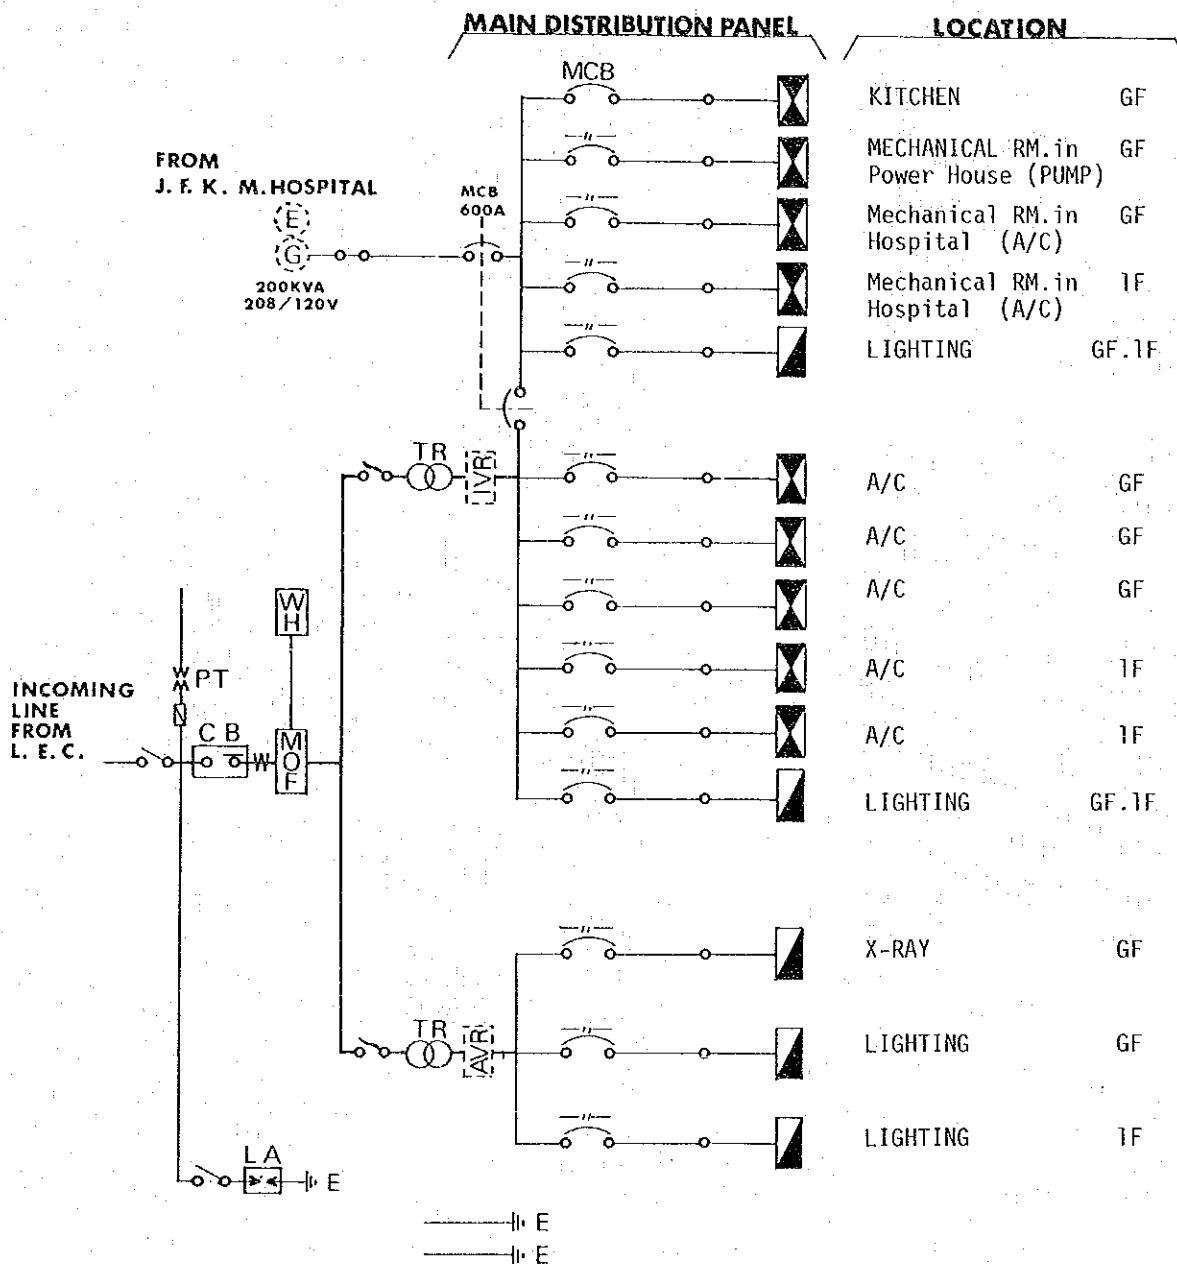 MAIN DISTRIBUTION PANEL
LOCATION
MCB
KITCHEN GF
MECHANICAL RM.in GF
Power House (PUMP)
FROM
J. F. K. M. HOSPITAL
E
G
200KVA
208/120V
MCB
600A
Mechanical RM.in GF
Hospital (A/C)
Mechanical RM.in 1F
Hospital (A/C)
LIGHTING GF.1F
TR
IVR
A/C GF
A/C GF
A/C GF
A/C 1F
A/C 1F
LIGHTING GF.1F
WH
PT
INCOMING
LINE
FROM
L. E. C.
CB
MOF
X-RAY GF
TR
AVR
LIGHTING GF
LIGHTING 1F
LA
E
E
E